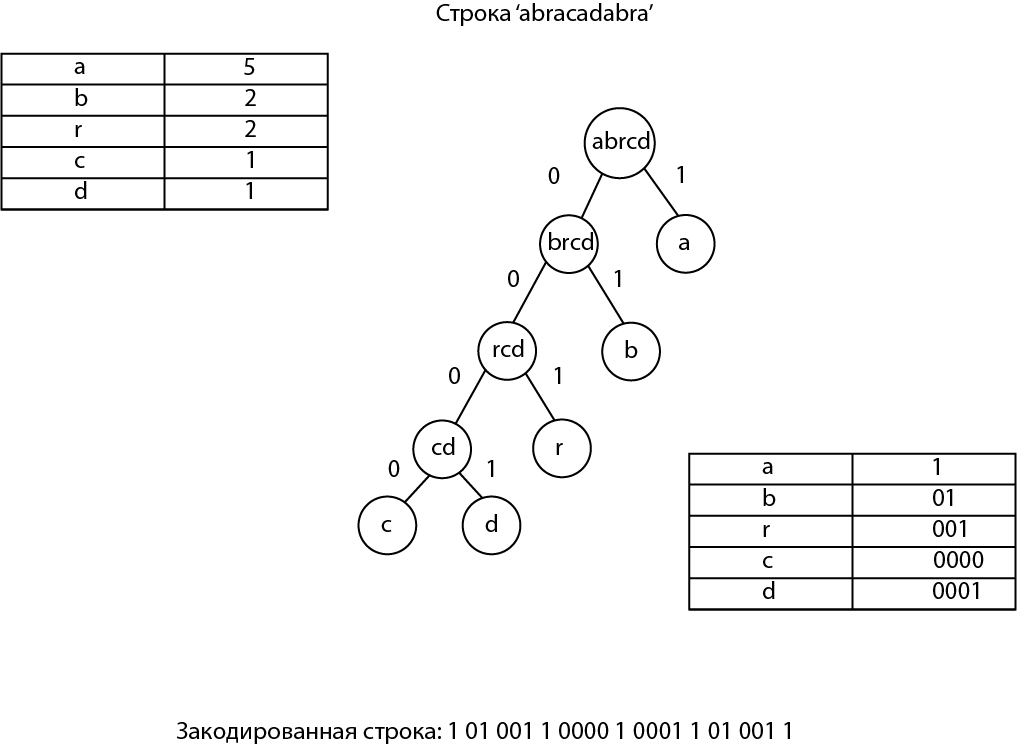 Строка ‘abracadabra’
a 5
b 2
r 2
c 1
d 1
abrcd
0 1
brcd a
0 1
rcd b
0 1
cd r
0 1
c d
a 1
b 01
r 001
c 0000
d 0001
Закодированная строка: 1 01 001 1 0000 1 0001 1 01 001 1